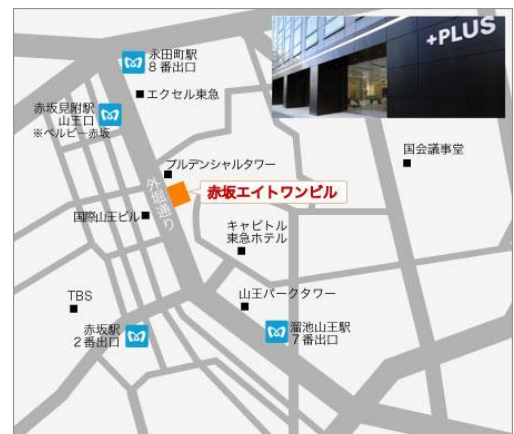 +PLUS
永田町駅
8番出口
エクセル東急
赤坂見附駅
山王口
※ベルビー赤坂
国会議事堂
プルデンシャルタワー
赤坂エイトワンビル
外堀通り
国際山王ビル
キャピトル
東急ホテル
TBS
山王パークタワー
赤坂駅
2番出口
溜池山王駅
7番出口